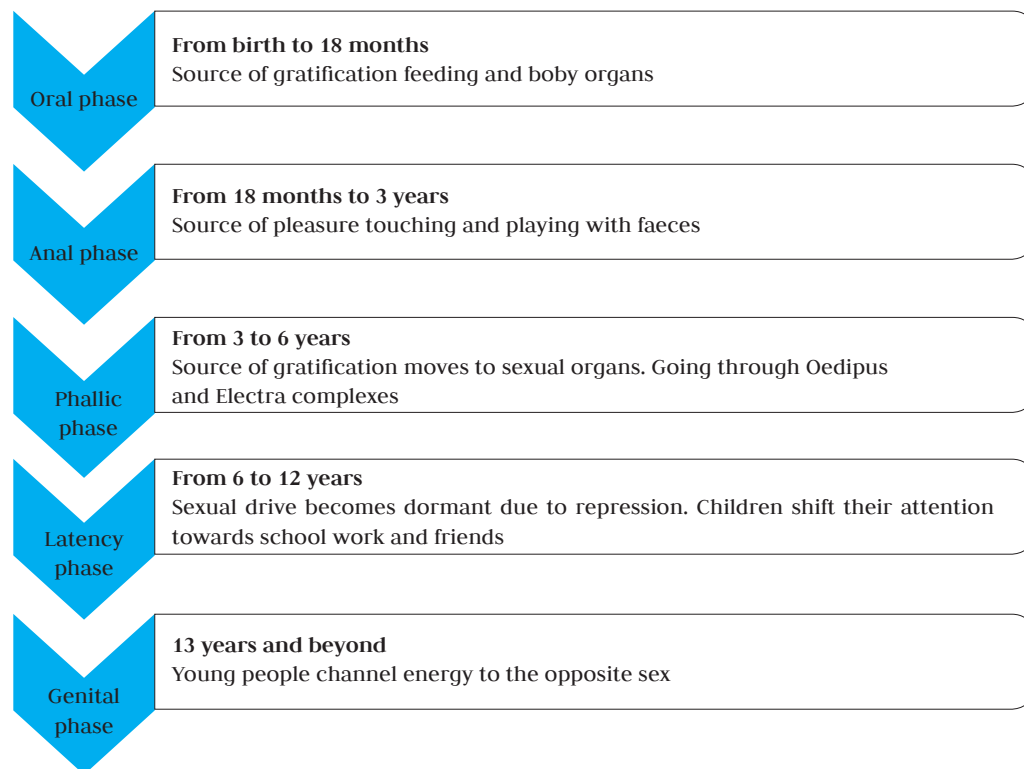 Oral phase
From birth to 18 months
Source of gratification feeding and boby organs
Anal phase
From 18 months to 3 years
Source of pleasure touching and playing with faeces
Phallic
phase
From 3 to 6 years
Source of gratification moves to sexual organs. Going through Oedipus
and Electra complexes
Latency
phase
From 6 to 12 years
Sexual drive becomes dormant due to repression. Children shift their attention
towards school work and friends
Genital
phase
13 years and beyond
Young people channel energy to the opposite sex